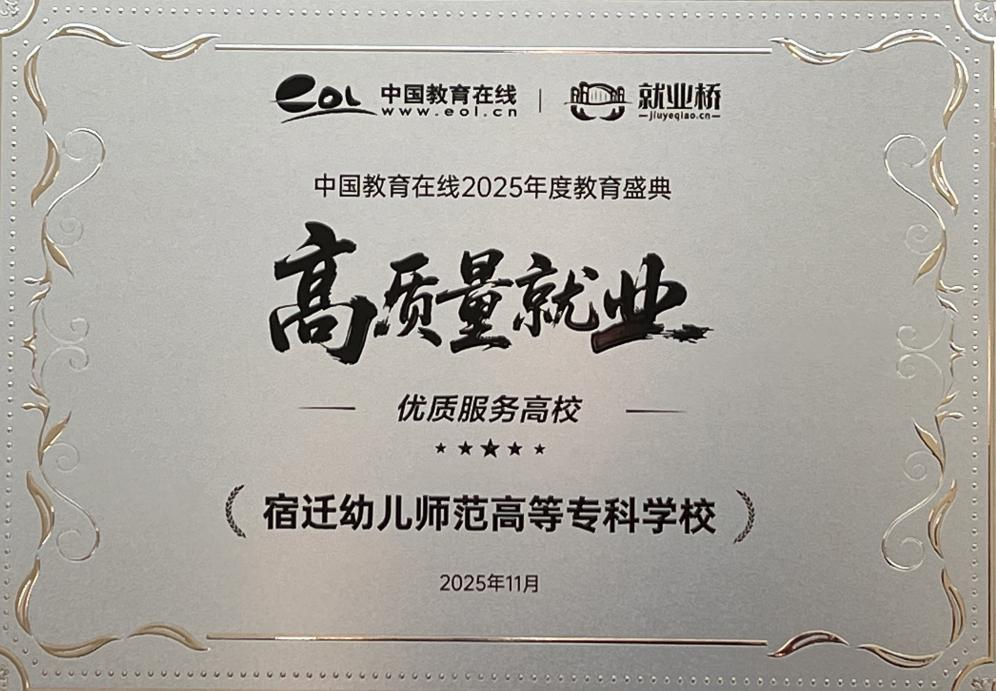 eol 中国教育在线 | 就业桥
www.eol.cn jiuyeqiao.cn
中国教育在线2025年度教育盛典
高质量就业
优质服务高校
宿迁幼儿师范高等专科学校
2025年11月